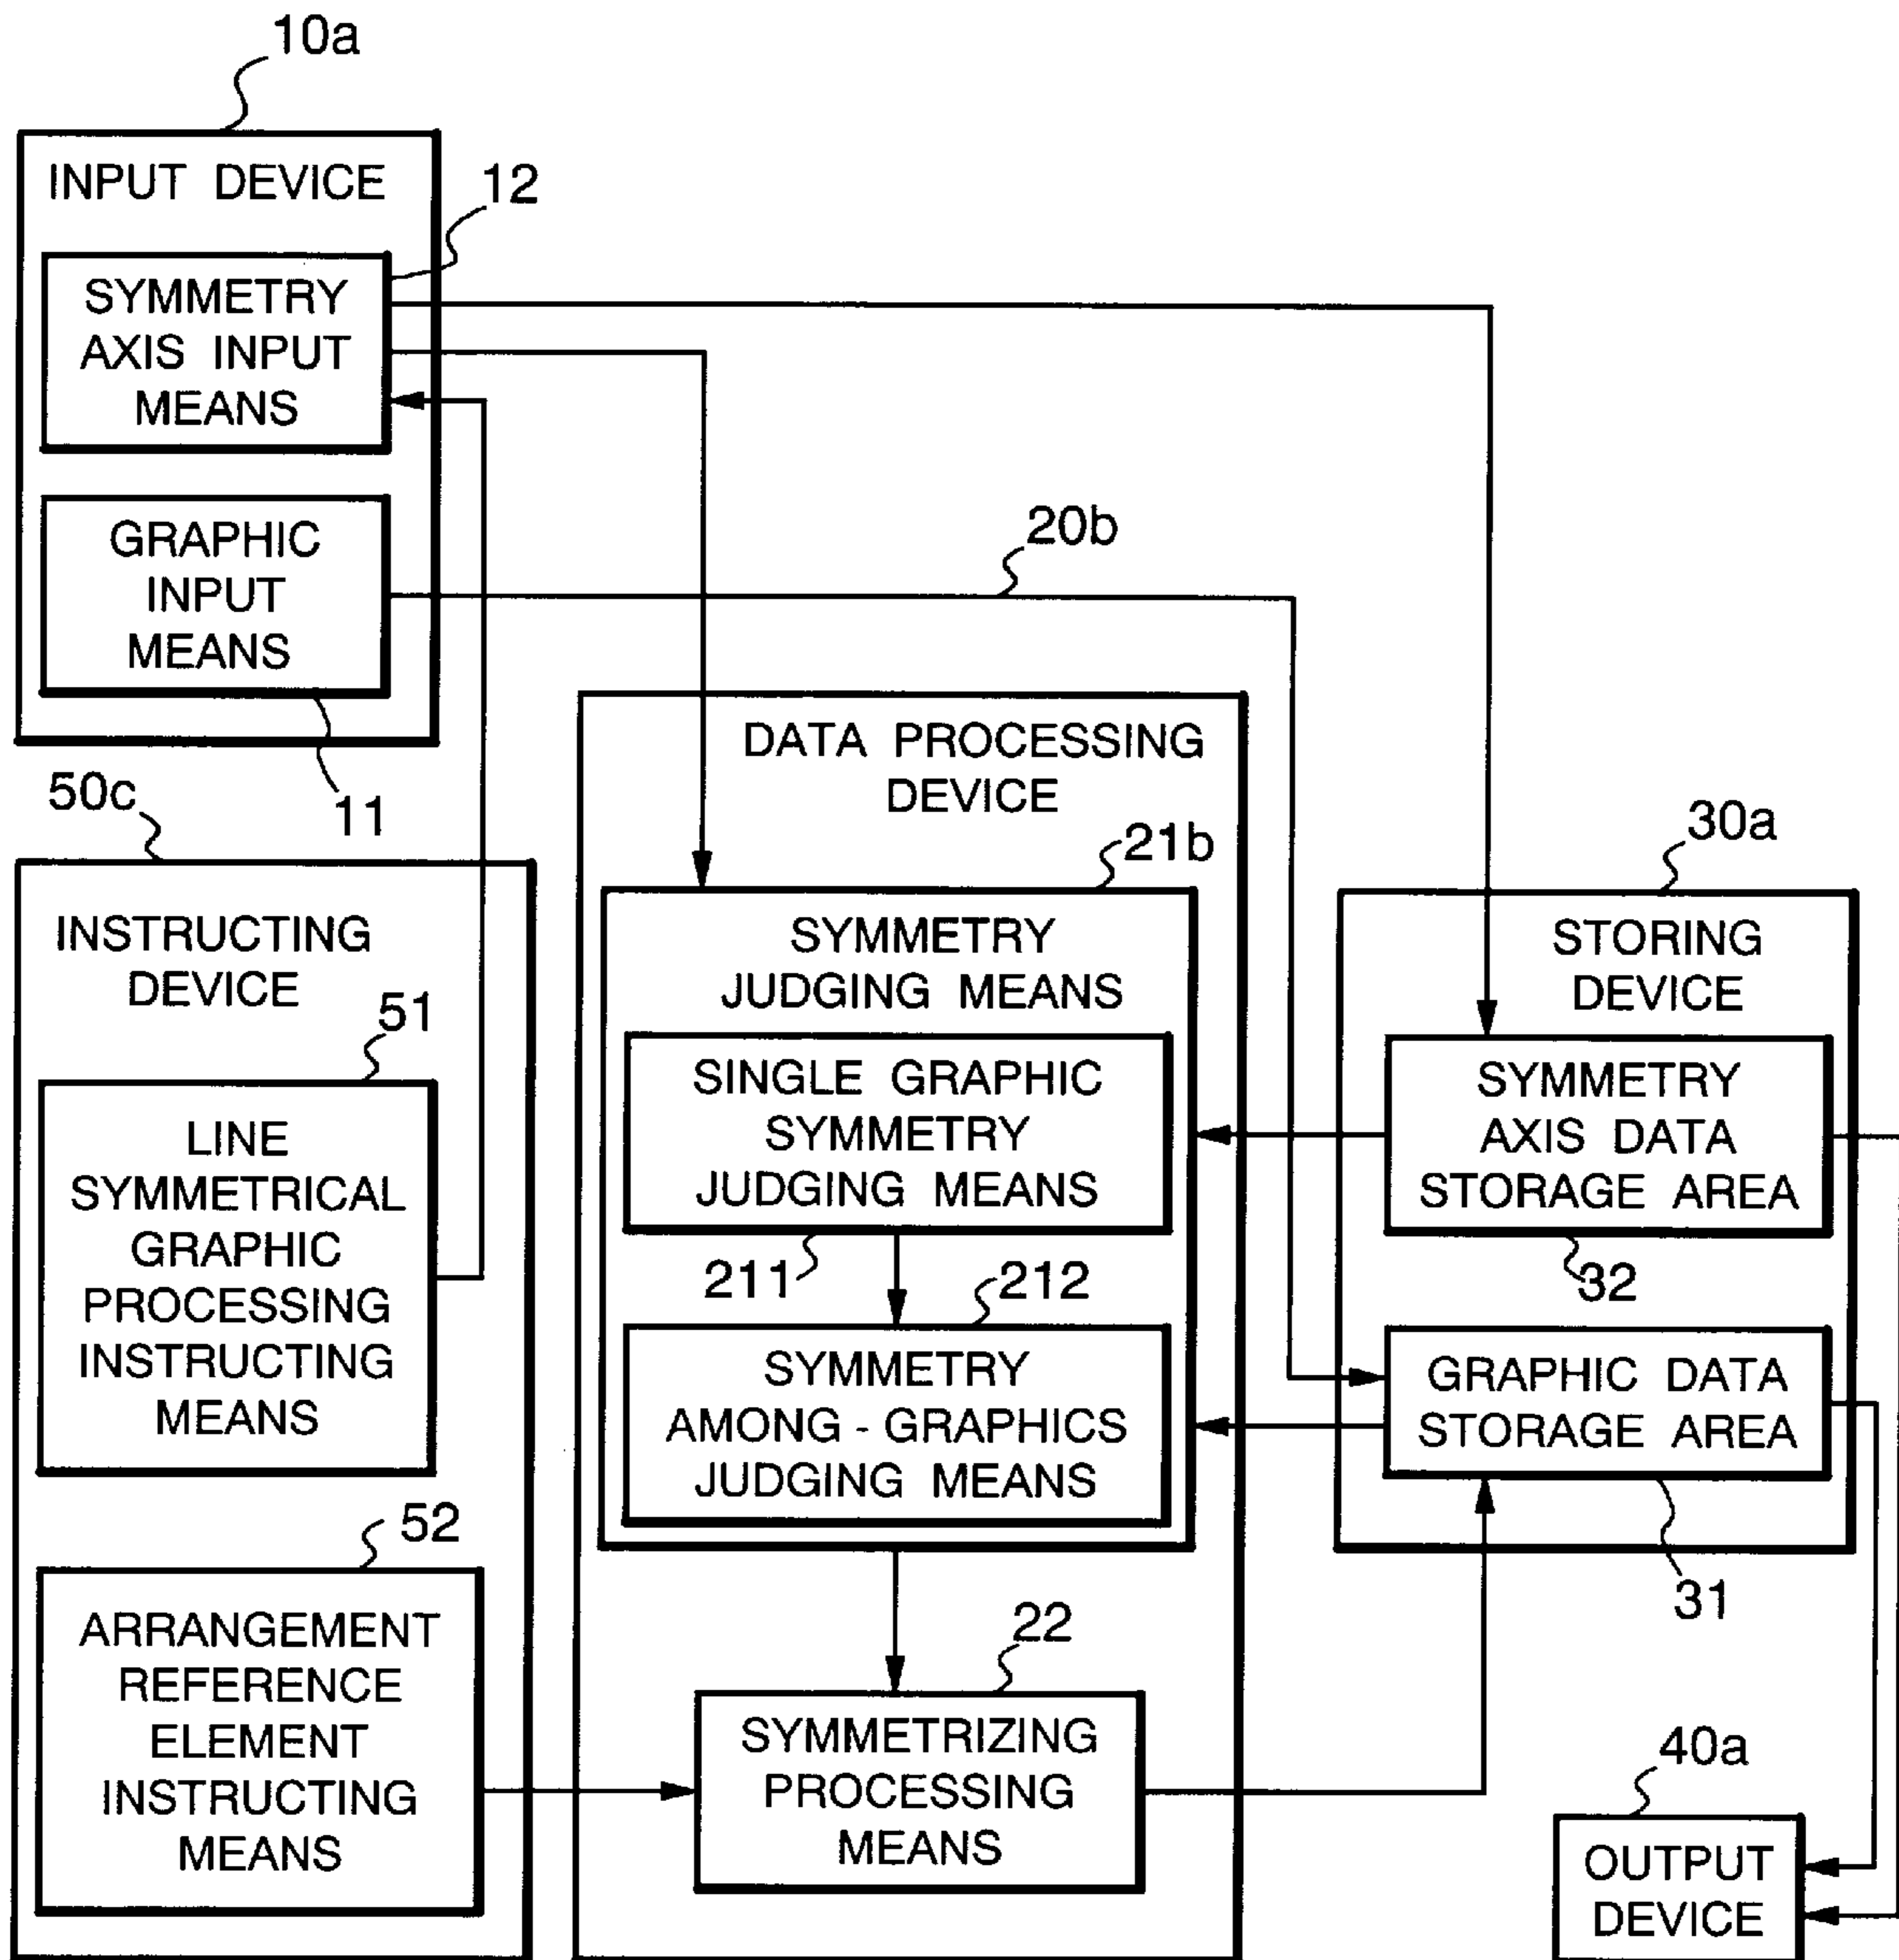 10a
INPUT DEVICE
12
SYMMETRY
AXIS INPUT
MEANS
GRAPHIC
INPUT
MEANS
11
20b
DATA PROCESSING
DEVICE
50c
INSTRUCTING
DEVICE
51
LINE
SYMMETRICAL
GRAPHIC
PROCESSING
INSTRUCTING
MEANS
52
ARRANGEMENT
REFERENCE
ELEMENT
INSTRUCTING
MEANS
21b
SYMMETRY
JUDGING MEANS
SINGLE GRAPHIC
SYMMETRY
JUDGING MEANS
211
212
SYMMETRY
AMONG - GRAPHICS
JUDGING MEANS
22
SYMMETRIZING
PROCESSING
MEANS
30a
STORING
DEVICE
SYMMETRY
AXIS DATA
STORAGE AREA
32
GRAPHIC DATA
STORAGE AREA
31
40a
OUTPUT
DEVICE